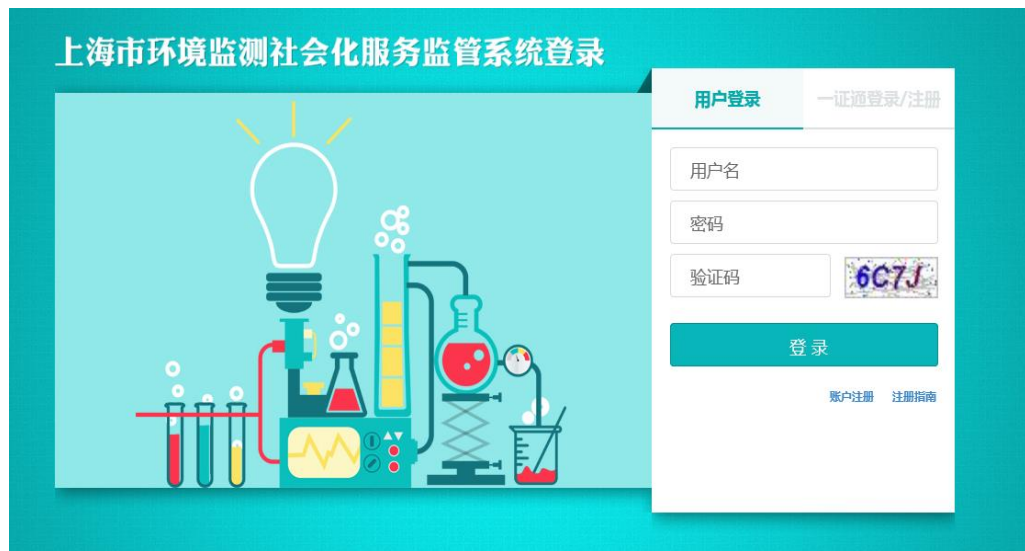 上海市环境监测社会化服务监管系统登录
用户登录 一证通登录/注册
用户名
密码
验证码 6C7J
登 录
账户注册 注册指南